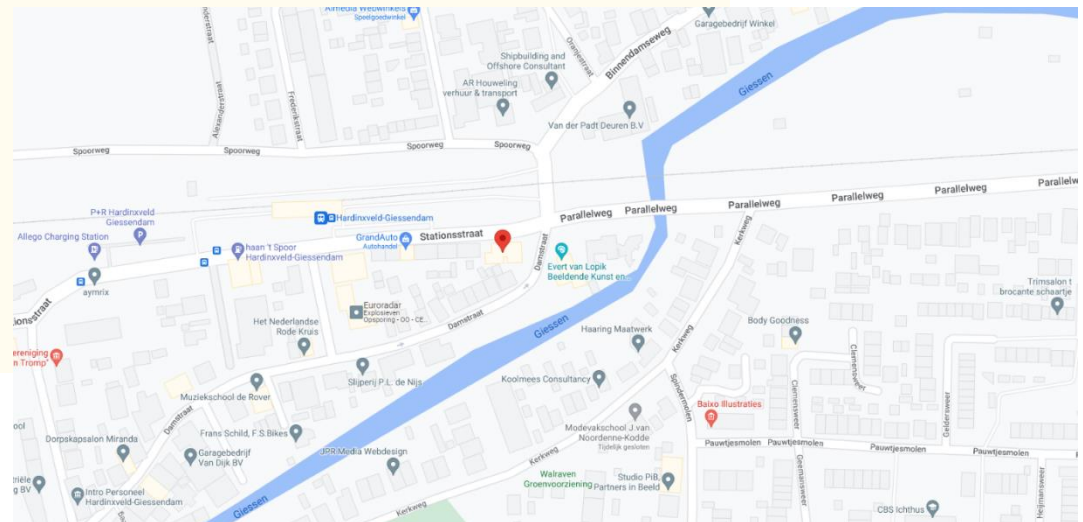 Almedia Webwinkels
Speelgoedwinkel
Garagebedrijf Winkel
Oranjestraat
Binnendamseweg
Shipbuilding and
Offshore Consultant
Giessen
AR Houweling
verhuur & transport
Alexanderstraat
Frederikstraat
Van der Padt Deuren B.V
Spoorweg
Spoorweg
Spoorweg
Spoorweg
Parallelweg
Parallelweg
Parallelweg
Parallelweg
Parallelweg
P+R Hardinxveld
Giessendam
Hardinxveld-Giessendam
Kerkweg
Allego Charging Station
haan 't Spoor
Hardinxveld-Giessendam
GrandAuto
Autohandel
Stationsstraat
Damstraat
Evert van Lopik
Beeldende Kunst en
aymrix
Trimsalon t
brocante schaartje
Euroradar
Explosieven
Opsporing - OO - CE...
Damstraat
Giessen
Het Nederlandse
Rode Kruis
Haaring Maatwerk
Kerkweg
Body Goodness
Clemensweer
Slijperij P.L. de Nijs
Koolmees Consultancy
Spindermolen
Clemensweer
Geldersweer
Muziekschool de Rover
Baixo Illustraties
Damstraat
Modevakschool J.van
Noordenne-Kodde
Tijdelijk gesloten
Frans Schild, F.S.Bikes
Dorpskapsalon Miranda
Pauwtjesmolen
Pauwtjesmolen
Pauwtjesmolen
Pauwtjesmolen
Garagebedrijf
Van Dijk BV
JPR Media Webdesign
Kerkweg
Walraven
Groenvoorziening
Studio PiB,
Partners in Beeld
Geemansweer
Intro Personeel
Hardinxveld-Giessendam
Giessen
Kerkweg
CBS Ichthus